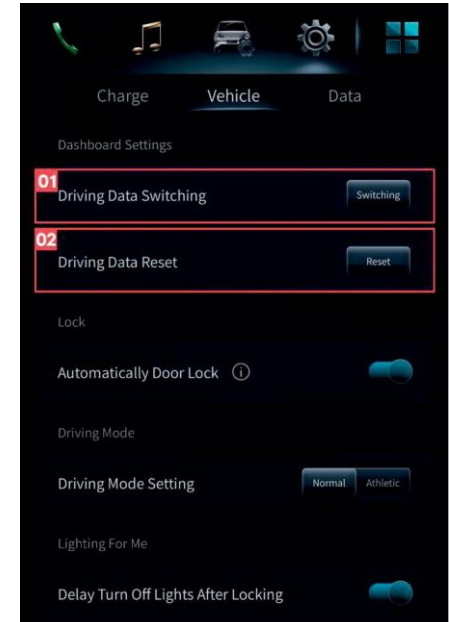 Charge Vehicle Data
Dashboard Settings
01
Driving Data Switching Switching
02
Driving Data Reset Reset
Lock
Automatically Door Lock i
Driving Mode
Driving Mode Setting Normal Athletic
Lighting For Me
Delay Turn Off Lights After Locking